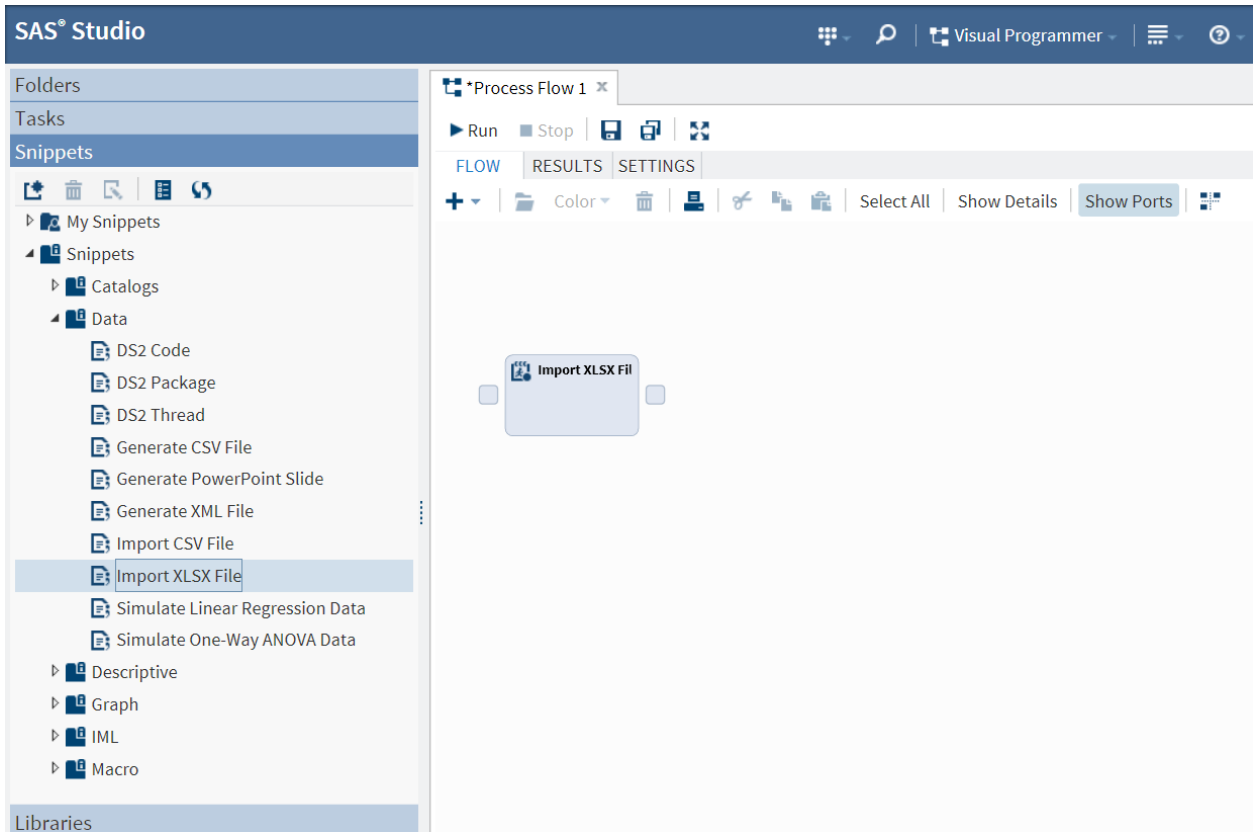 SAS® Studio
Visual Programmer
Folders
Tasks
Snippets
My Snippets
Snippets
Catalogs
Data
DS2 Code
DS2 Package
DS2 Thread
Generate CSV File
Generate PowerPoint Slide
Generate XML File
Import CSV File
Import XLSX File
Simulate Linear Regression Data
Simulate One-Way ANOVA Data
Descriptive
Graph
IML
Macro
Libraries
*Process Flow 1
Run Stop
FLOW RESULTS SETTINGS
Color Select All Show Details Show Ports
Import XLSX Fil